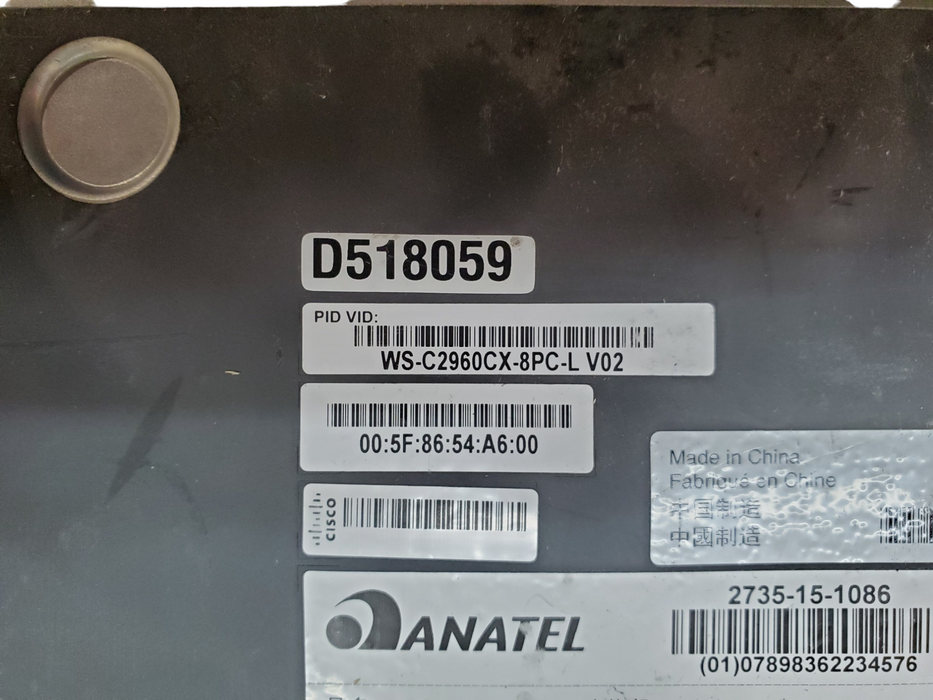 D518059
PID VID:
WS-C2960CX-8PC-L V02
00:5F:86:54:A6:00
CISCO
Made in China
Fabriqué en Chine
中国制造
中國制造
ANATEL
2735-15-1086
(01)07898362234576